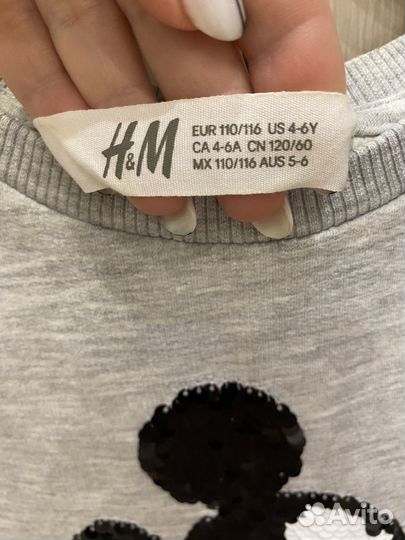 H&M
EUR 110/116 US 4-6Y
CA 4-6A CN 120/60
MX 110/116 AUS 5-6
Avito